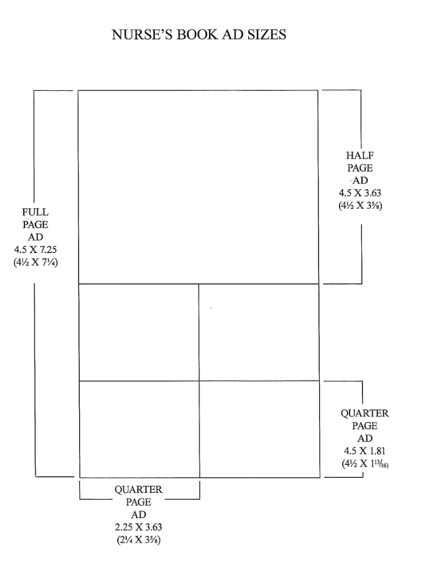 NURSE'S BOOK AD SIZES
HALF
PAGE
AD
4.5 X 3.63
(4½ X 3⅝)
FULL
PAGE
AD
4.5 X 7.25
(4½ X 7¼)
QUARTER
PAGE
AD
4.5 X 1.81
(4½ X 1¹³⁄₁₆)
QUARTER
PAGE
AD
2.25 X 3.63
(2¼ X 3⅝)